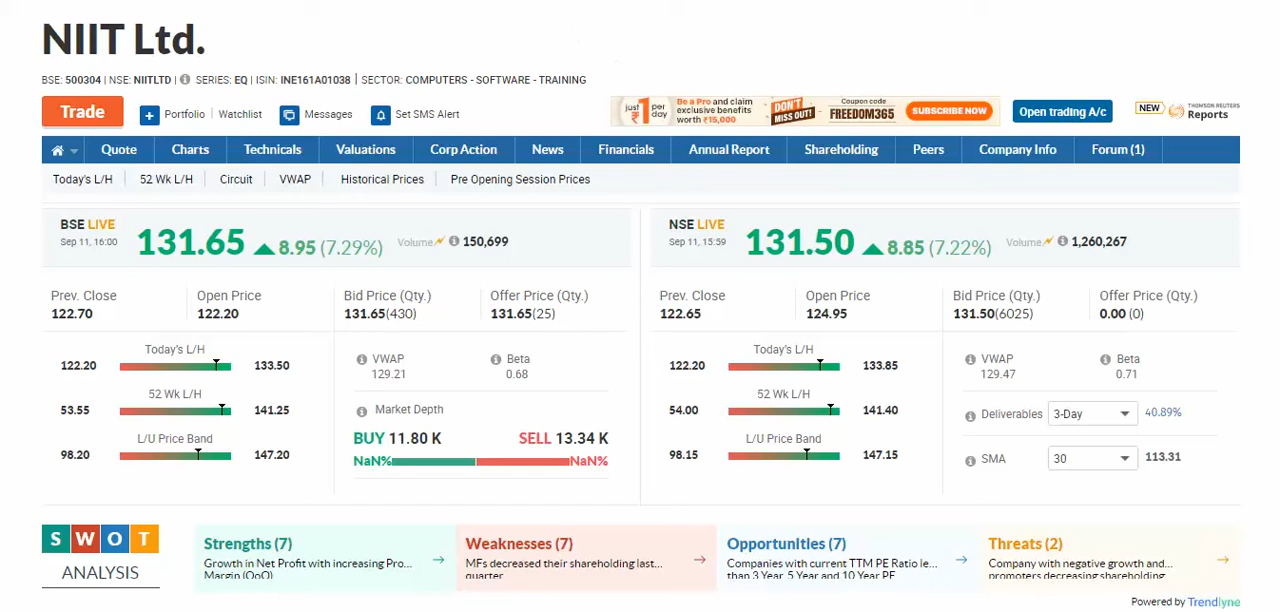 NIIT Ltd.
BSE: 500304 | NSE: NIITLTD | SERIES: EQ | ISIN: INE161A01038 | SECTOR: COMPUTERS - SOFTWARE - TRAINING
Trade Portfolio | Watchlist Messages Set SMS Alert just ₹1 per day Be a Pro and claim exclusive benefits worth ₹15,000 DON'T MISS OUT! Coupon code FREEDOM365 SUBSCRIBE NOW Open trading A/c NEW THOMSON REUTERS Reports
Quote Charts Technicals Valuations Corp Action News Financials Annual Report Shareholding Peers Company Info Forum (1)
Today's L/H 52 Wk L/H Circuit VWAP Historical Prices Pre Opening Session Prices
BSE LIVE
Sep 11, 16:00
131.65 8.95 (7.29%) Volume 150,699
Prev. Close Open Price Bid Price (Qty.) Offer Price (Qty.)
122.70 122.20 131.65(430) 131.65(25)
Today's L/H
122.20 133.50
52 Wk L/H
53.55 141.25
L/U Price Band
98.20 147.20
VWAP Beta
129.21 0.68
Market Depth
BUY 11.80 K SELL 13.34 K
NaN% NaN%
NSE LIVE
Sep 11, 15:59
131.50 8.85 (7.22%) Volume 1,260,267
Prev. Close Open Price Bid Price (Qty.) Offer Price (Qty.)
122.65 124.95 131.50(6025) 0.00 (0)
Today's L/H
122.20 133.85
52 Wk L/H
54.00 141.40
L/U Price Band
98.15 147.15
VWAP Beta
129.47 0.71
Deliverables 3-Day 40.89%
SMA 30 113.31
SWOT
ANALYSIS
Strengths (7)
Growth in Net Profit with increasing Pro...
Margin (QoQ)
Weaknesses (7)
MFs decreased their shareholding last...
quarter
Opportunities (7)
Companies with current TTM PE Ratio le...
than 3 Year, 5 Year and 10 Year PE
Threats (2)
Company with negative growth and...
promoters decreasing shareholding
Powered by Trendlyne